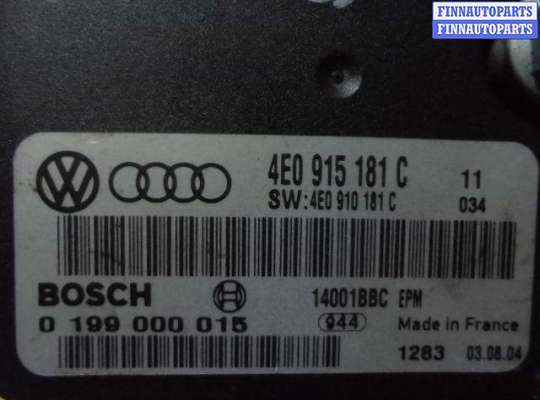 FINNAUTOPARTS
FINNAUTOPARTS
FINNAUTOPARTS
4E0 915 181 C 11
SW:4E0 910 181 C 034
BOSCH 14001BBC EPM
0 199 000 015 944 Made in France
1283 03.08.04